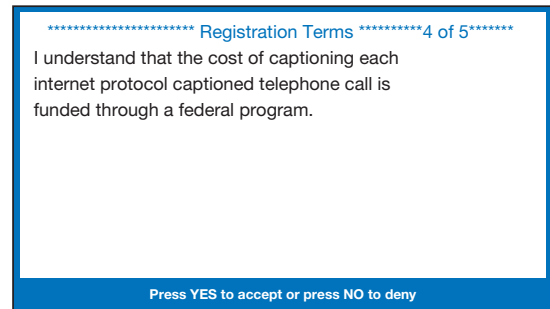 *********************** Registration Terms **********4 of 5*******
I understand that the cost of captioning each
internet protocol captioned telephone call is
funded through a federal program.
Press YES to accept or press NO to deny